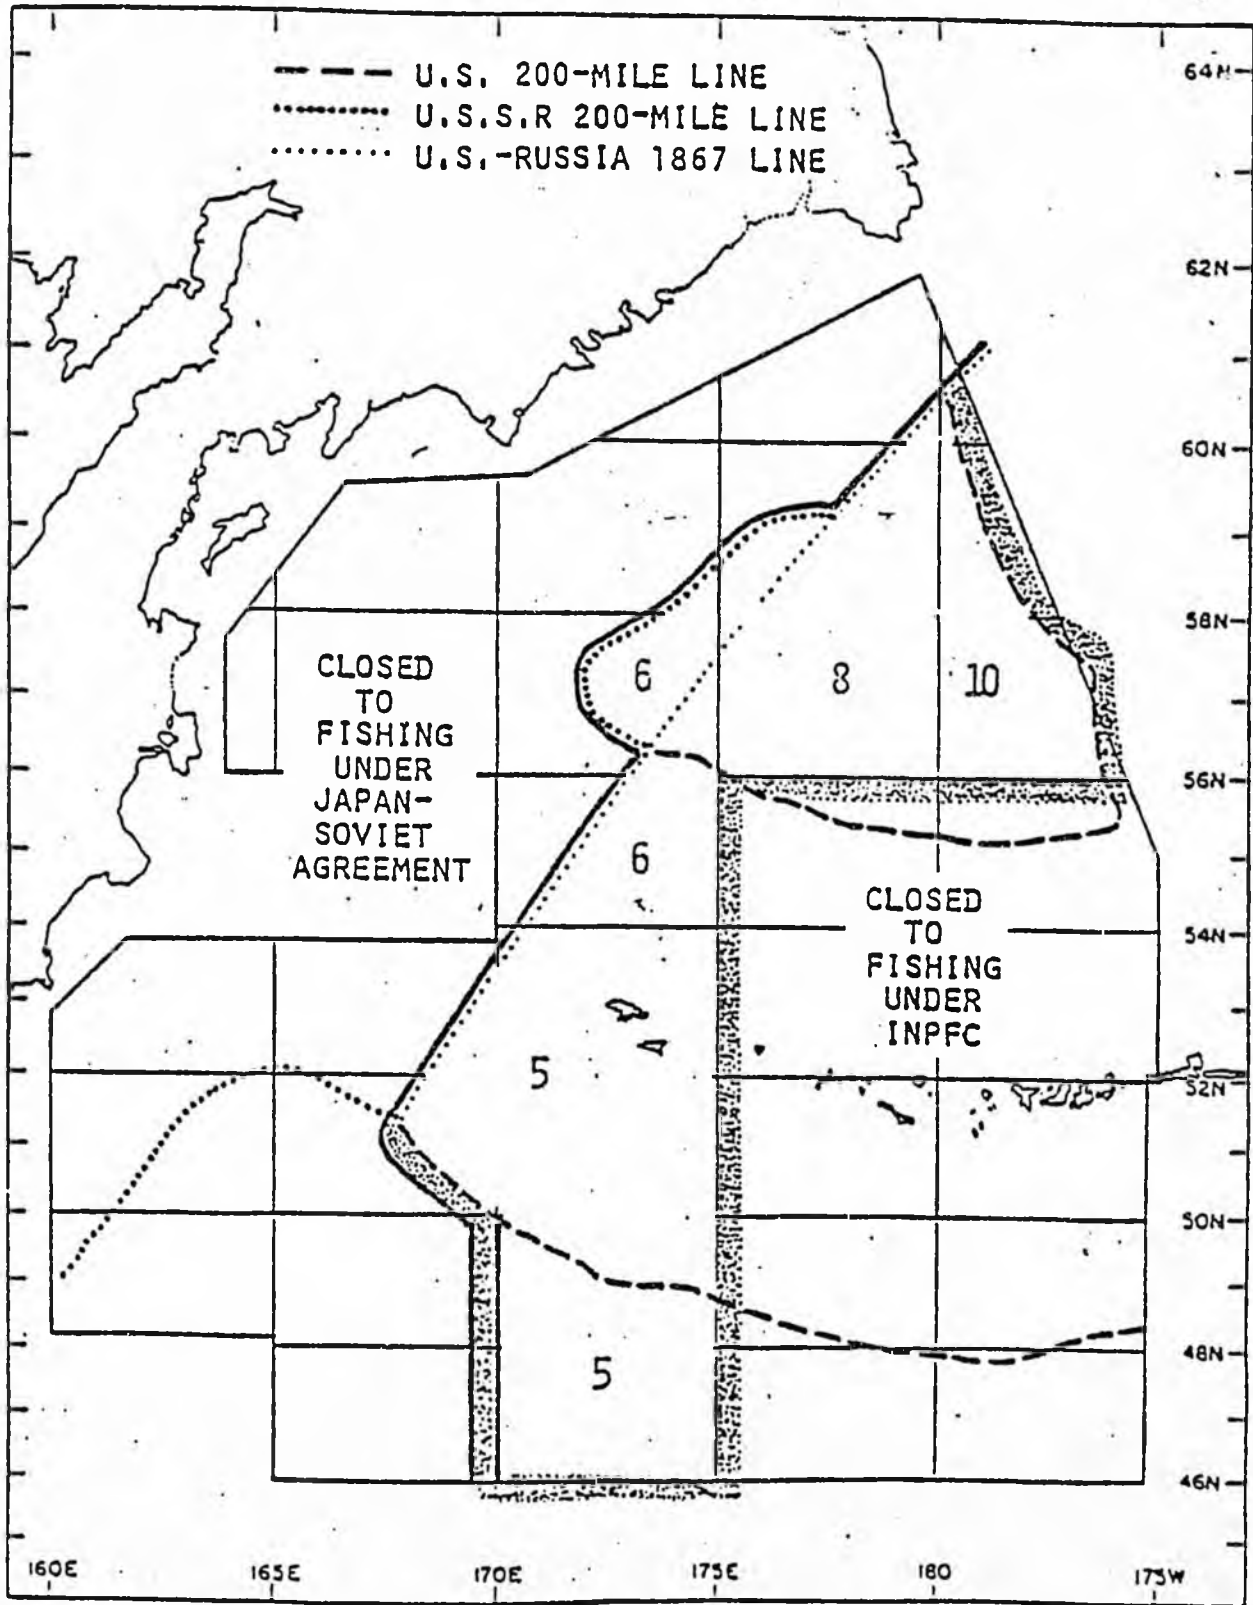 U.S. 200-MILE LINE
U.S.S.R 200-MILE LINE
U.S.-RUSSIA 1867 LINE
64N
62N
60N
58N
56N
54N
52N
50N
48N
46N
CLOSED
TO
FISHING
UNDER
JAPAN-
SOVIET
AGREEMENT
6
8
10
6
CLOSED
TO
FISHING
UNDER
INPFC
5
5
160E
165E
170E
175E
180
175W